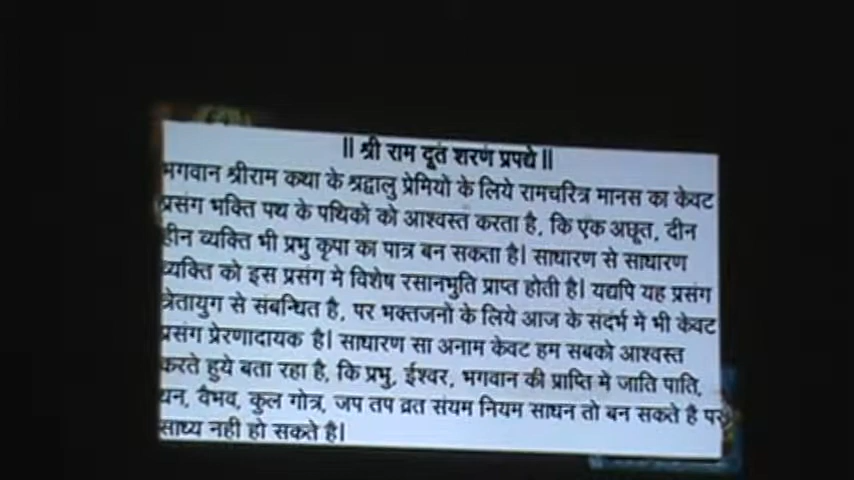 || श्री राम दूतं शरणं प्रपद्ये ||
भगवान श्रीराम कथा के श्रद्वालु प्रेमियो के लिये रामचरित्र मानस का केवट
प्रसंग भक्ति पथ के पथिकों को आश्वस्त करता है, कि एक अछूत, दीन
हीन व्यक्ति भी प्रभु कृपा का पात्र बन सकता है। साधारण से साधारण
व्यक्ति को इस प्रसंग मे विशेष रसानभुति प्राप्त होती है। यद्यपि यह प्रसंग
त्रेतायुग से संबन्धित है, पर भक्तजनों के लिये आज के संदर्भ में भी केवट
प्रसंग प्रेरणादायक है। साधारण सा अनाम केवट हम सबको आश्वस्त
करते हुये बता रहा है, कि प्रभु, ईश्वर, भगवान की प्राप्ति में जाति पाति,
धन, वैभव, कुल गोत्र, जप तप व्रत संयम नियम साधन तो बन सकते है पर
साध्य नही हो सकते है।